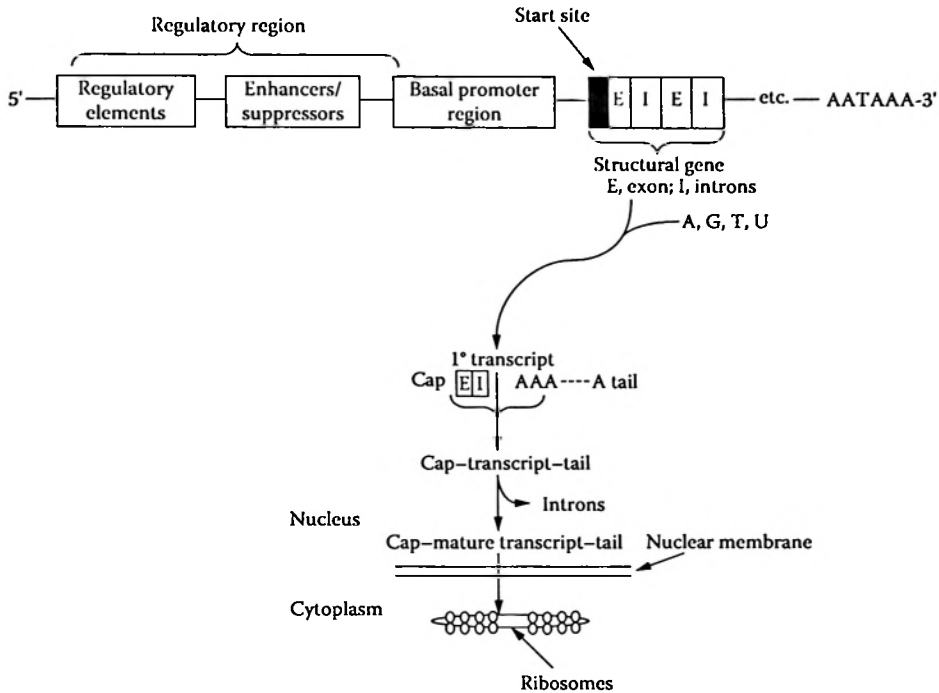 Start site
Regulatory region
5'
Regulatory
elements
Enhancers/
suppressors
Basal promoter
region
E I E I
etc.
AATAAA-3'
Structural gene
E, exon; I, introns
A, G, T, U
1° transcript
Cap E I AAA----A tail
Cap–transcript–tail
Introns
Nucleus
Cap–mature transcript–tail
Nuclear membrane
Cytoplasm
Ribosomes